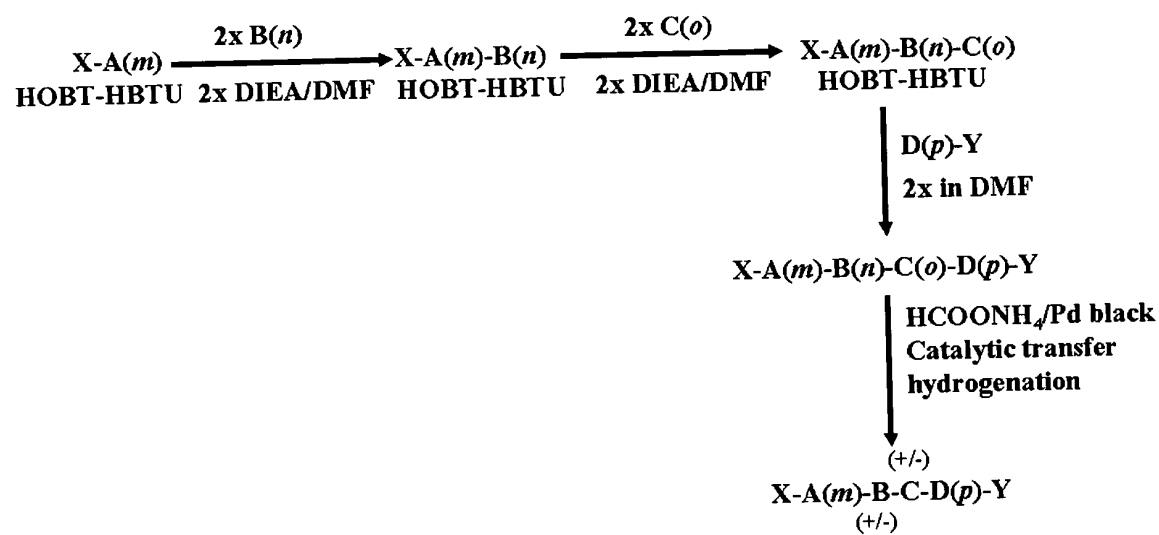 2x B(n)
2x C(o)
X-A(m)
X-A(m)-B(n)
X-A(m)-B(n)-C(o)
HOBT-HBTU
2x DIEA/DMF
HOBT-HBTU
2x DIEA/DMF
HOBT-HBTU
D(p)-Y
2x in DMF
X-A(m)-B(n)-C(o)-D(p)-Y
HCOONH₄/Pd black
Catalytic transfer
hydrogenation
(+/-)
X-A(m)-B-C-D(p)-Y
(+/-)